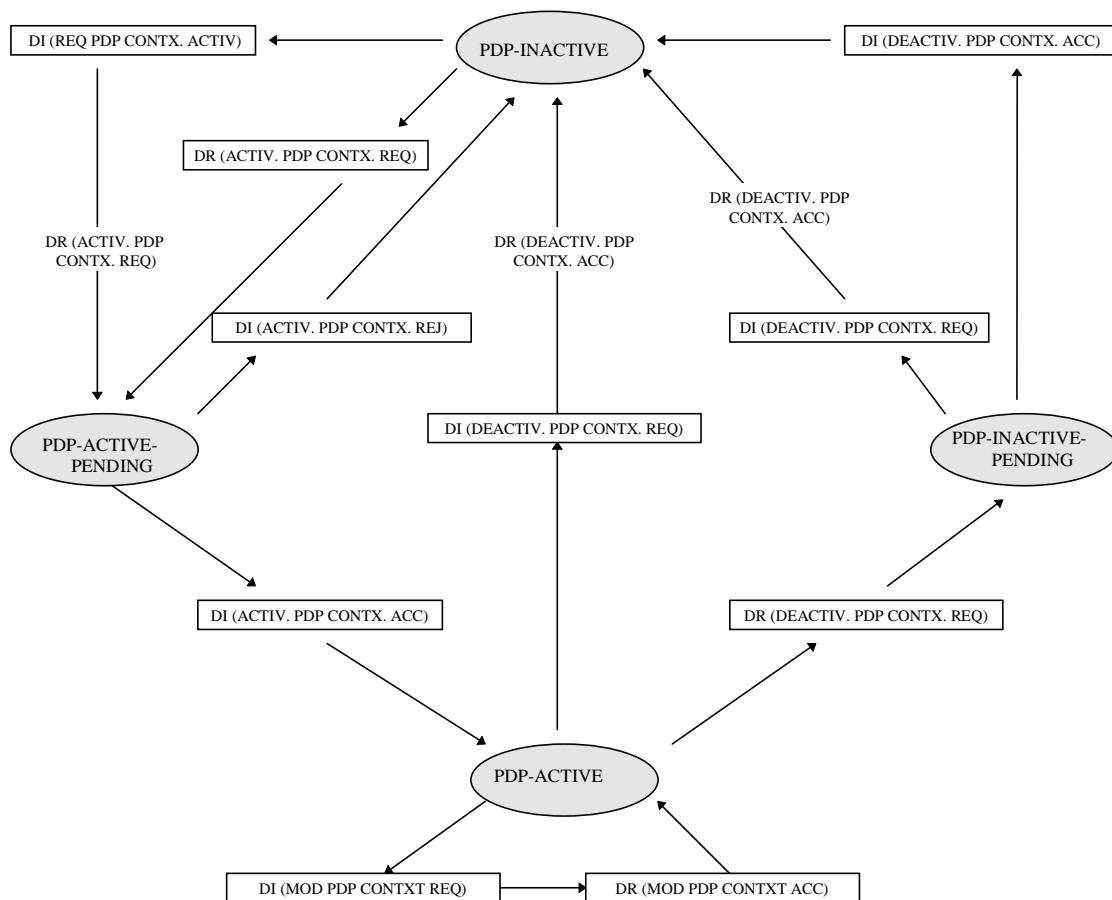 DI (REQ PDP CONTX. ACTIV)
PDP-INACTIVE
DI (DEACTIV. PDP CONTX. ACC)
DR (ACTIV. PDP CONTX. REQ)
DR (DEACTIV. PDP
CONTX. ACC)
DR (ACTIV. PDP
CONTX. REQ)
DR (DEACTIV. PDP
CONTX. ACC)
DI (ACTIV. PDP CONTX. REJ)
DI (DEACTIV. PDP CONTX. REQ)
PDP-ACTIVE-
PENDING
DI (DEACTIV. PDP CONTX. REQ)
PDP-INACTIVE-
PENDING
DI (ACTIV. PDP CONTX. ACC)
DR (DEACTIV. PDP CONTX. REQ)
PDP-ACTIVE
DI (MOD PDP CONTXT REQ)
DR (MOD PDP CONTXT ACC)